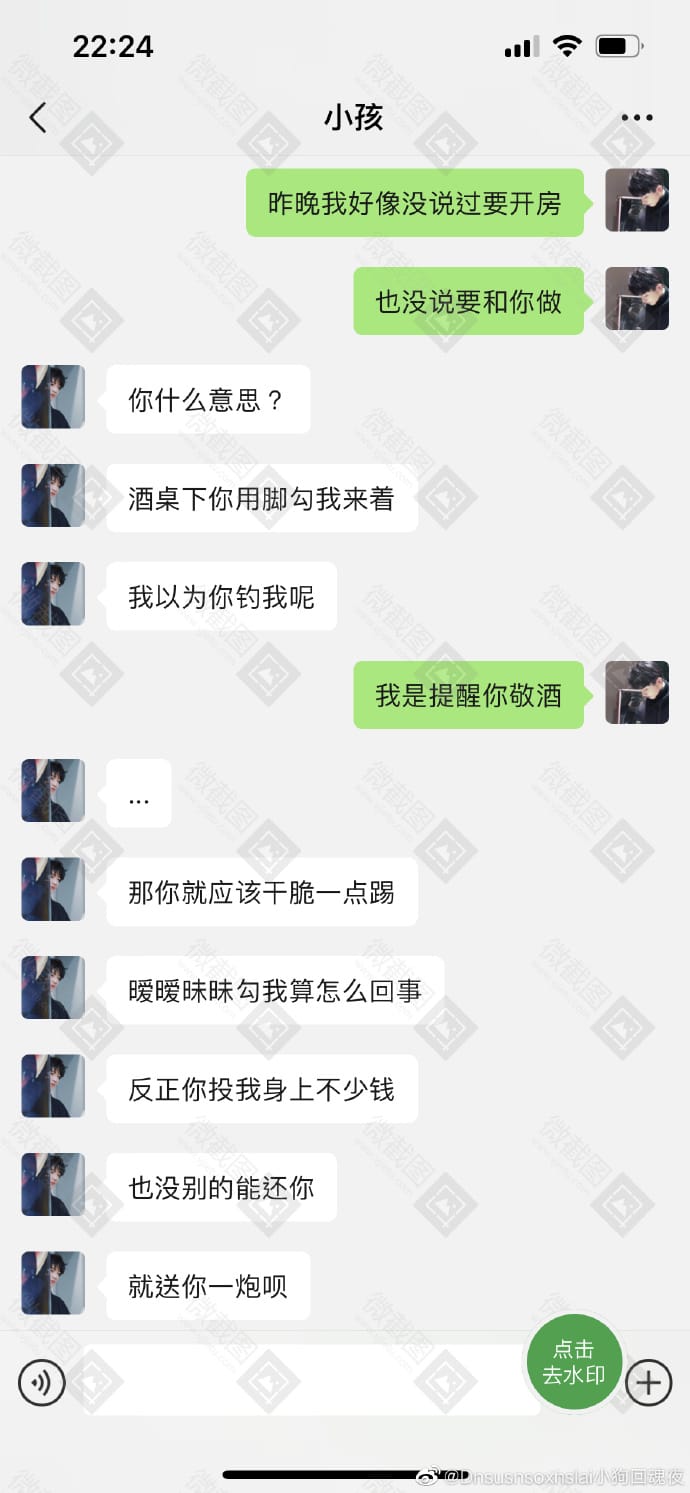 22:24
小孩
昨晚我好像没说过要开房
也没说要和你做
你什么意思？
酒桌下你用脚勾我来着
我以为你钓我呢
我是提醒你敬酒
...
那你就应该干脆一点踢
暧暧昧昧勾我算怎么回事
反正你投我身上不少钱
也没别的能还你
就送你一炮呗
点击
去水印
微截图
@Dnsusnsoxhslai小狗回魂夜